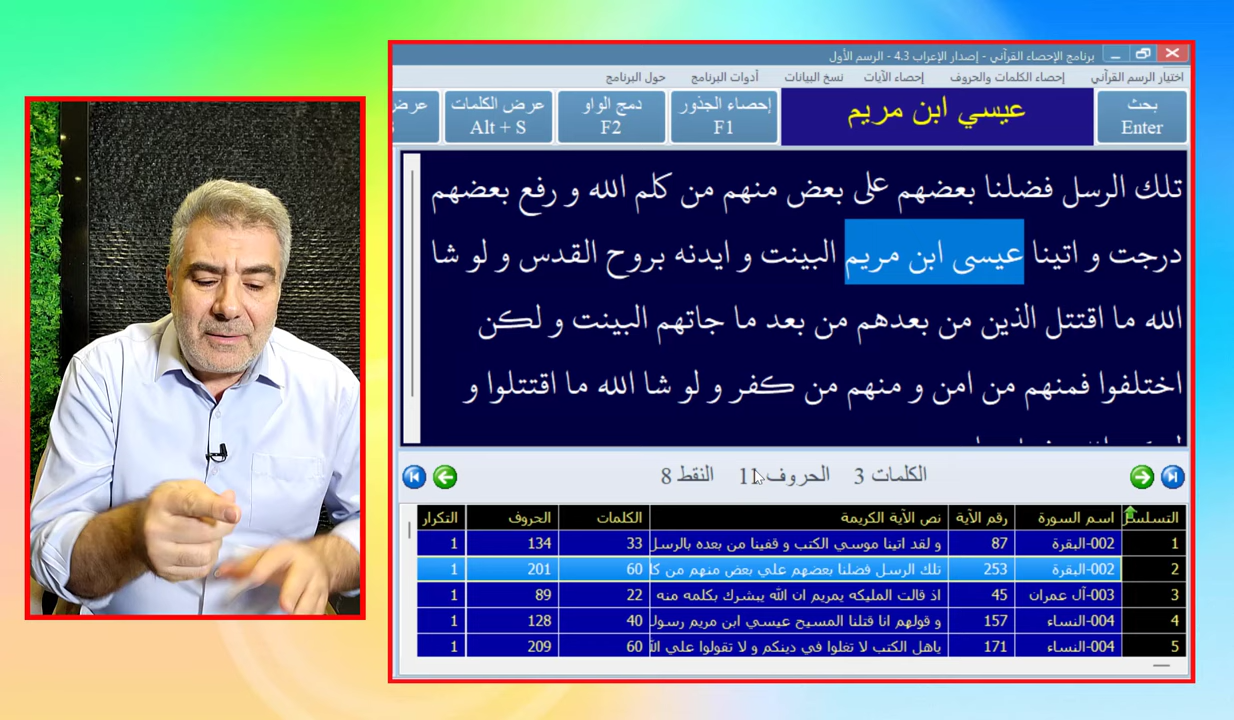 برنامج الإحصاء القرآني - إصدار الإعراب 4.3 - الرسم الأول
اختيار الرسم القرآني إحصاء الكلمات والحروف إحصاء الآيات نسخ البيانات أدوات البرنامج حول البرنامج
بحث
Enter
عيسي ابن مريم
إحصاء الجذور
F1
دمج الواو
F2
عرض الكلمات
Alt + S
عرض
تلك الرسل فضلنا بعضهم على بعض منهم من كلم الله و رفع بعضهم
درجت و اتينا عيسى ابن مريم البينت و ايدنه بروح القدس و لو شا
الله ما اقتتل الذين من بعدهم من بعد ما جاتهم البينت و لكن
اختلفوا فمنهم من امن و منهم من كفر و لو شا الله ما اقتتلوا و
الكلمات 3 الحروف 11 النقط 8
التسلسل اسم السورة رقم الآية نص الآية الكريمة الكلمات الحروف التكرار
1 002-البقرة 87 و لقد اتينا موسي الكتب و قفينا من بعده بالرسل 33 134 1
2 002-البقرة 253 تلك الرسل فضلنا بعضهم علي بعض منهم من كل 60 201 1
3 003-آل عمران 45 اذ قالت المليكه يمريم ان الله يبشرك بكلمه منه 22 89 1
4 004-النساء 157 و قولهم انا قتلنا المسيح عيسي ابن مريم رسول 40 128 1
5 004-النساء 171 ياهل الكتب لا تغلوا في دينكم و لا تقولوا علي الل 60 209 1